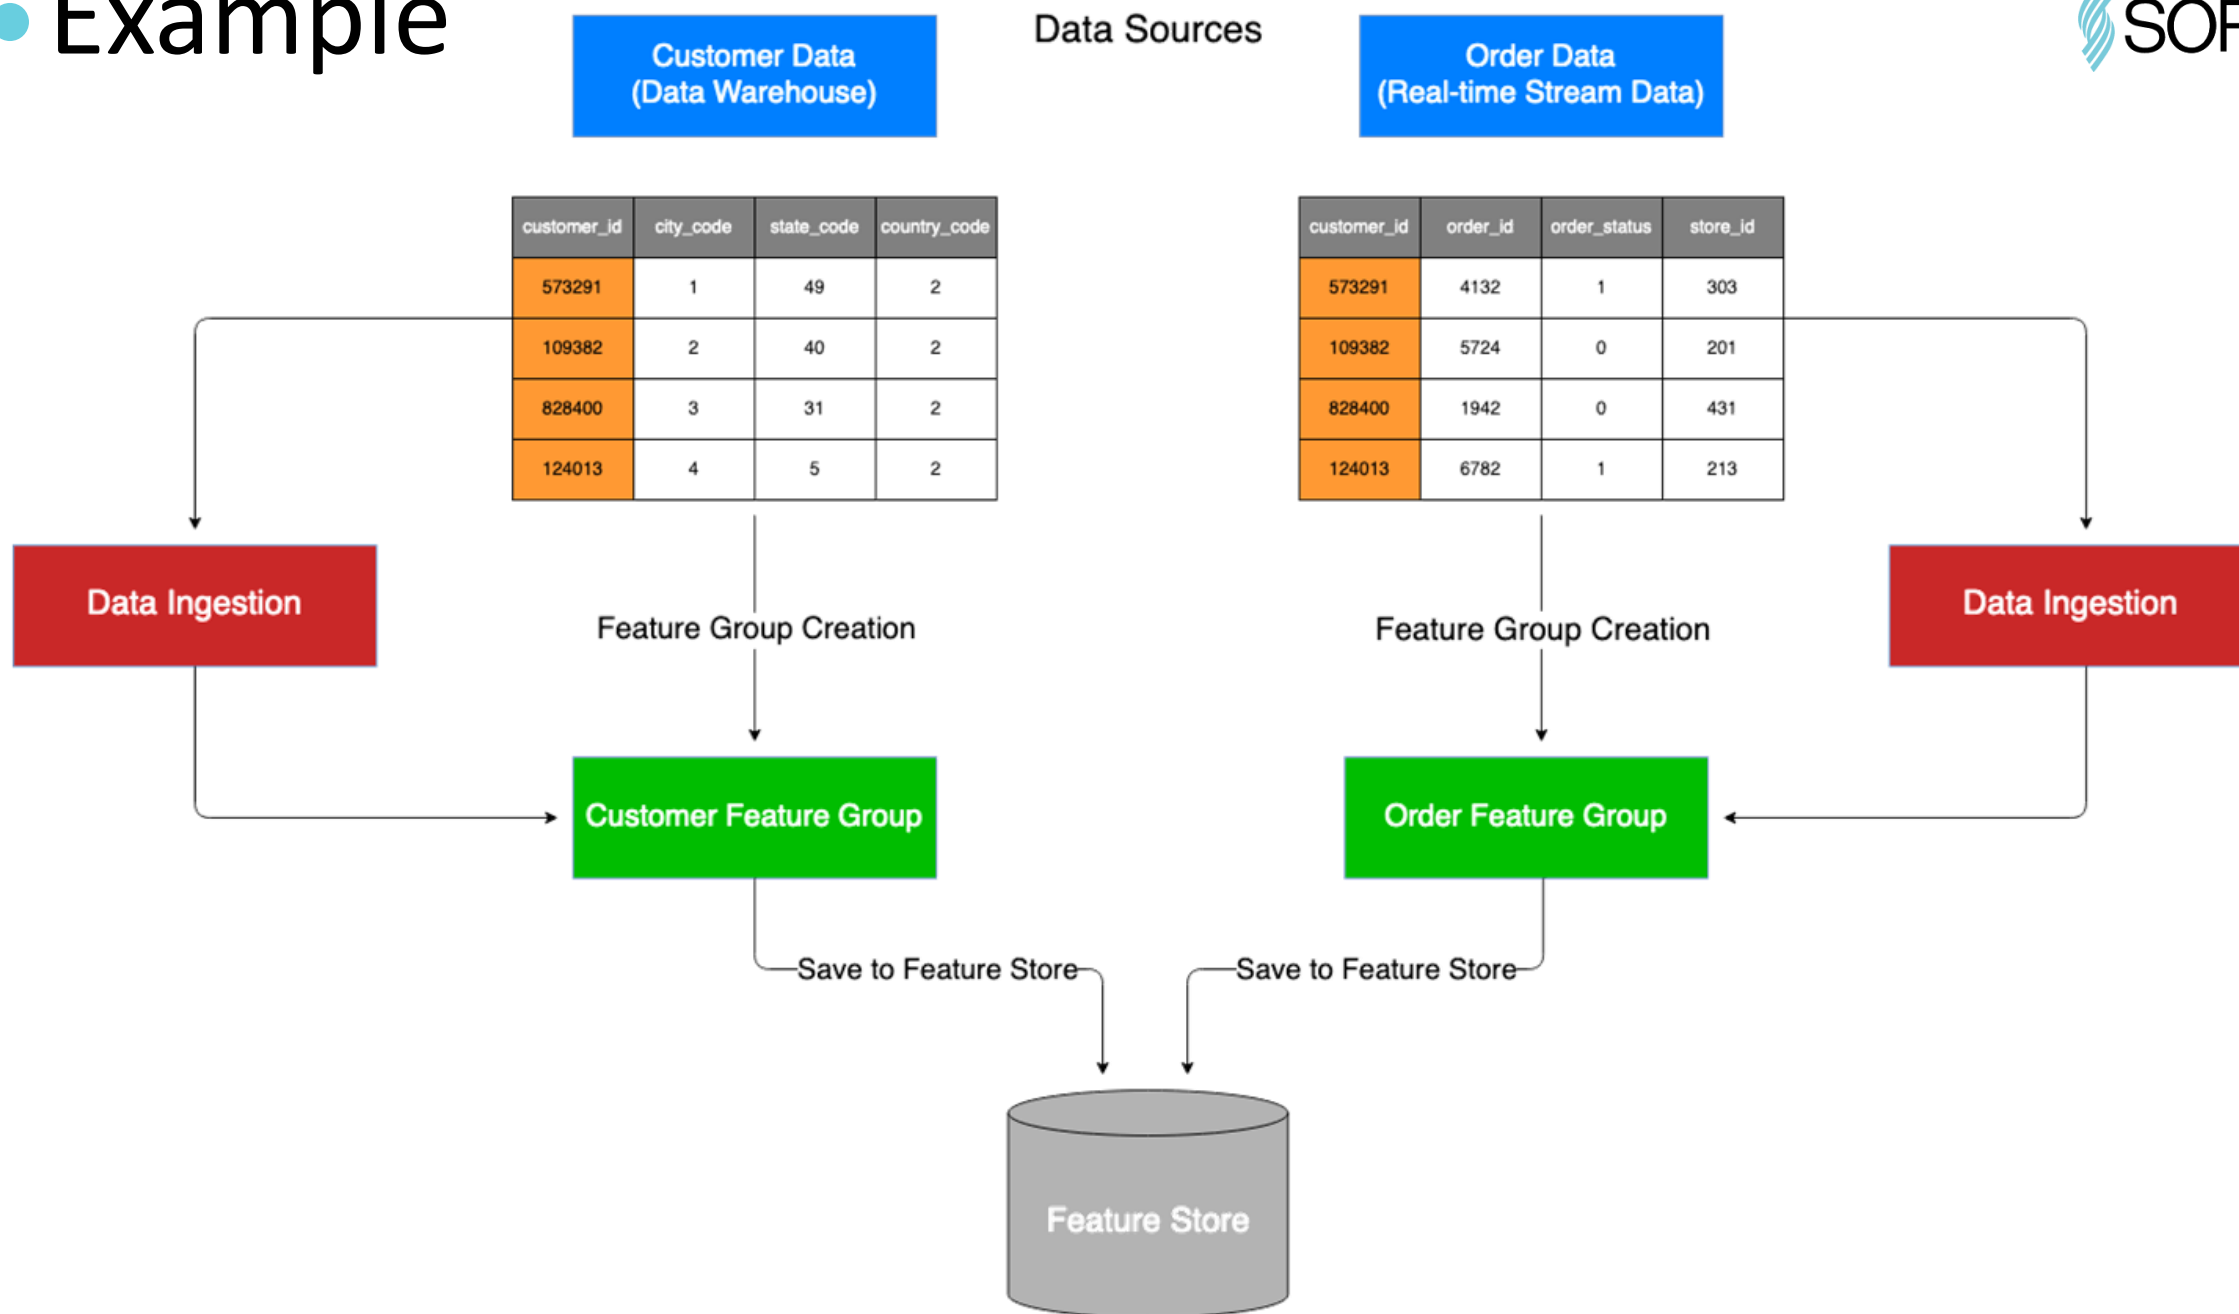 Example
Data Sources
Customer Data
(Data Warehouse)
Order Data
(Real-time Stream Data)
customer_id city_code state_code country_code
573291 1 49 2
109382 2 40 2
828400 3 31 2
124013 4 5 2
customer_id order_id order_status store_id
573291 4132 1 303
109382 5724 0 201
828400 1942 0 431
124013 6782 1 213
Data Ingestion
Feature Group Creation
Feature Group Creation
Data Ingestion
Customer Feature Group
Order Feature Group
Save to Feature Store
Save to Feature Store
Feature Store